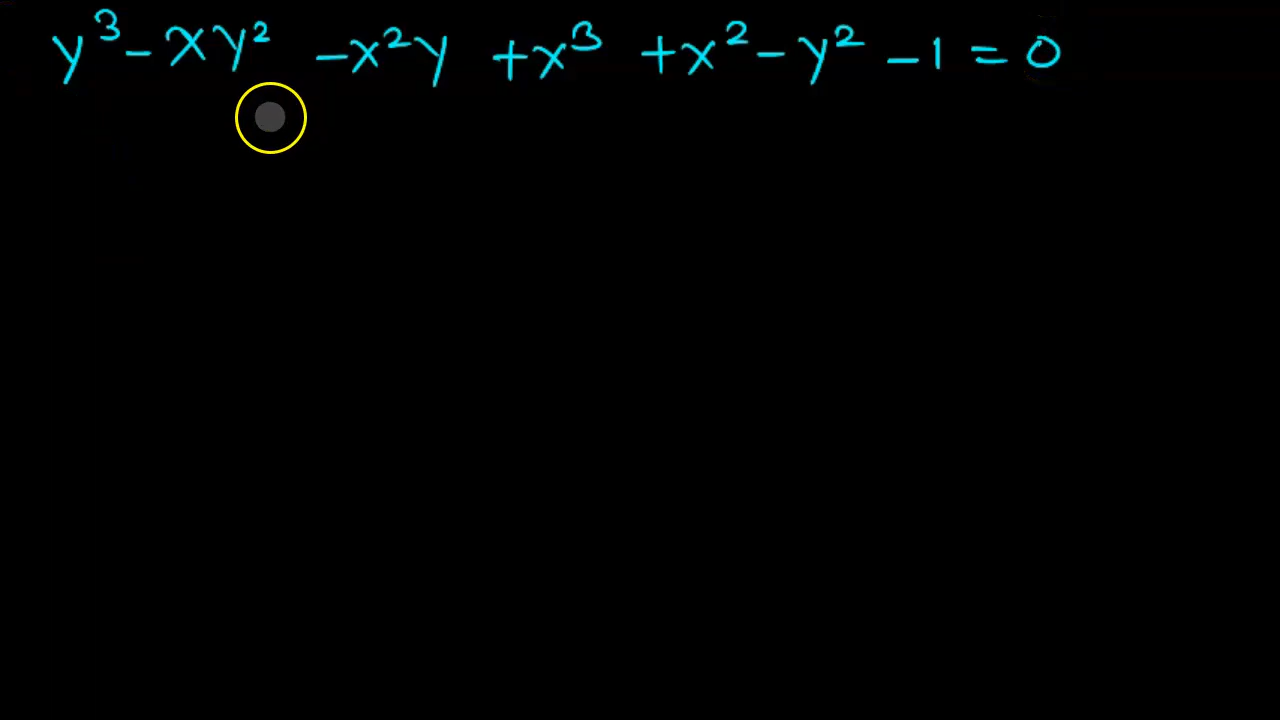 y³ - xy² - x²y + x³ + x² - y² - 1 = 0